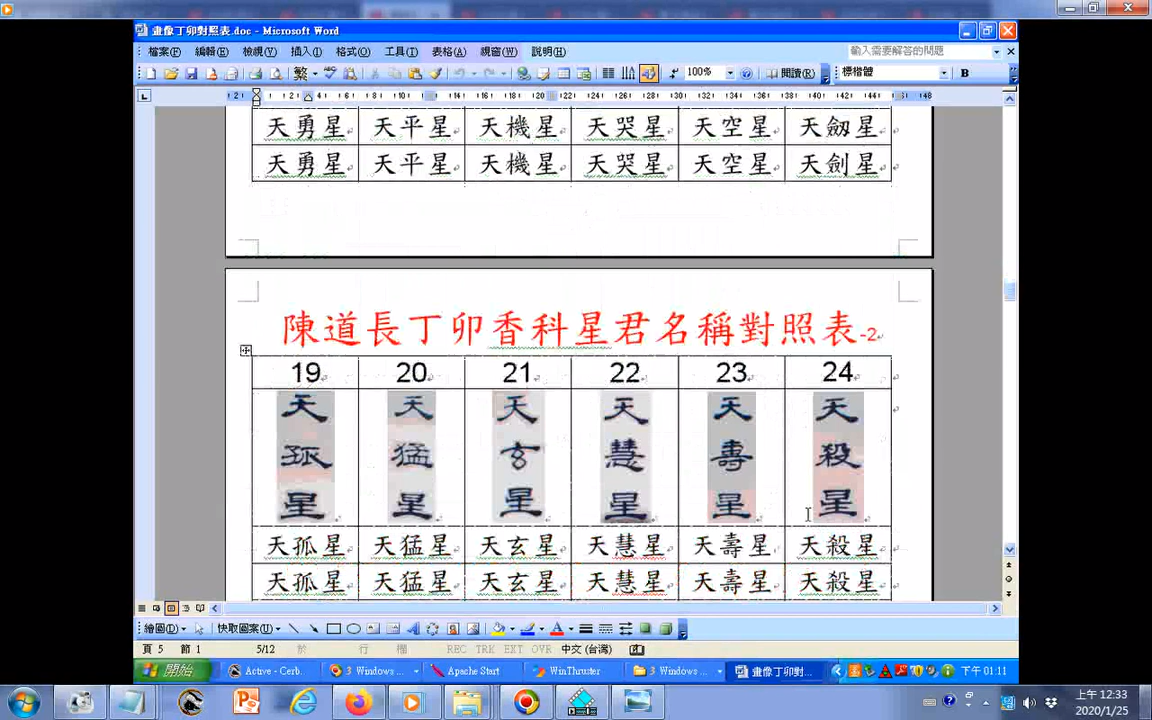 畫像丁卯對照表.doc - Microsoft Word
檔案(F) 編輯(E) 檢視(V) 插入(I) 格式(O) 工具(T) 表格(A) 視窗(W) 說明(H) 輸入需要解答的問題
繁 100% 閱讀(R) 標楷體 B
天勇星 天平星 天機星 天哭星 天空星 天劔星
天勇星 天平星 天機星 天哭星 天空星 天劍星
陳道長丁卯香科星君名稱對照表-2
19 20 21 22 23 24
天孤星 天猛星 天玄星 天慧星 天壽星 天殺星
天孤星 天猛星 天玄星 天慧星 天壽星 天殺星
天孤星 天猛星 天玄星 天慧星 天壽星 天殺星
繪圖(D) 快取圖案(U)
頁 5 節 1 5/12 於 行 欄 REC TRK EXT OVR 中文 (台灣)
開始 Active - Cerb... 3 Windows ... Apache Start WinThruster 3 Windows ... 畫像丁卯對... 下午 01:11
上午 12:33
2020/1/25